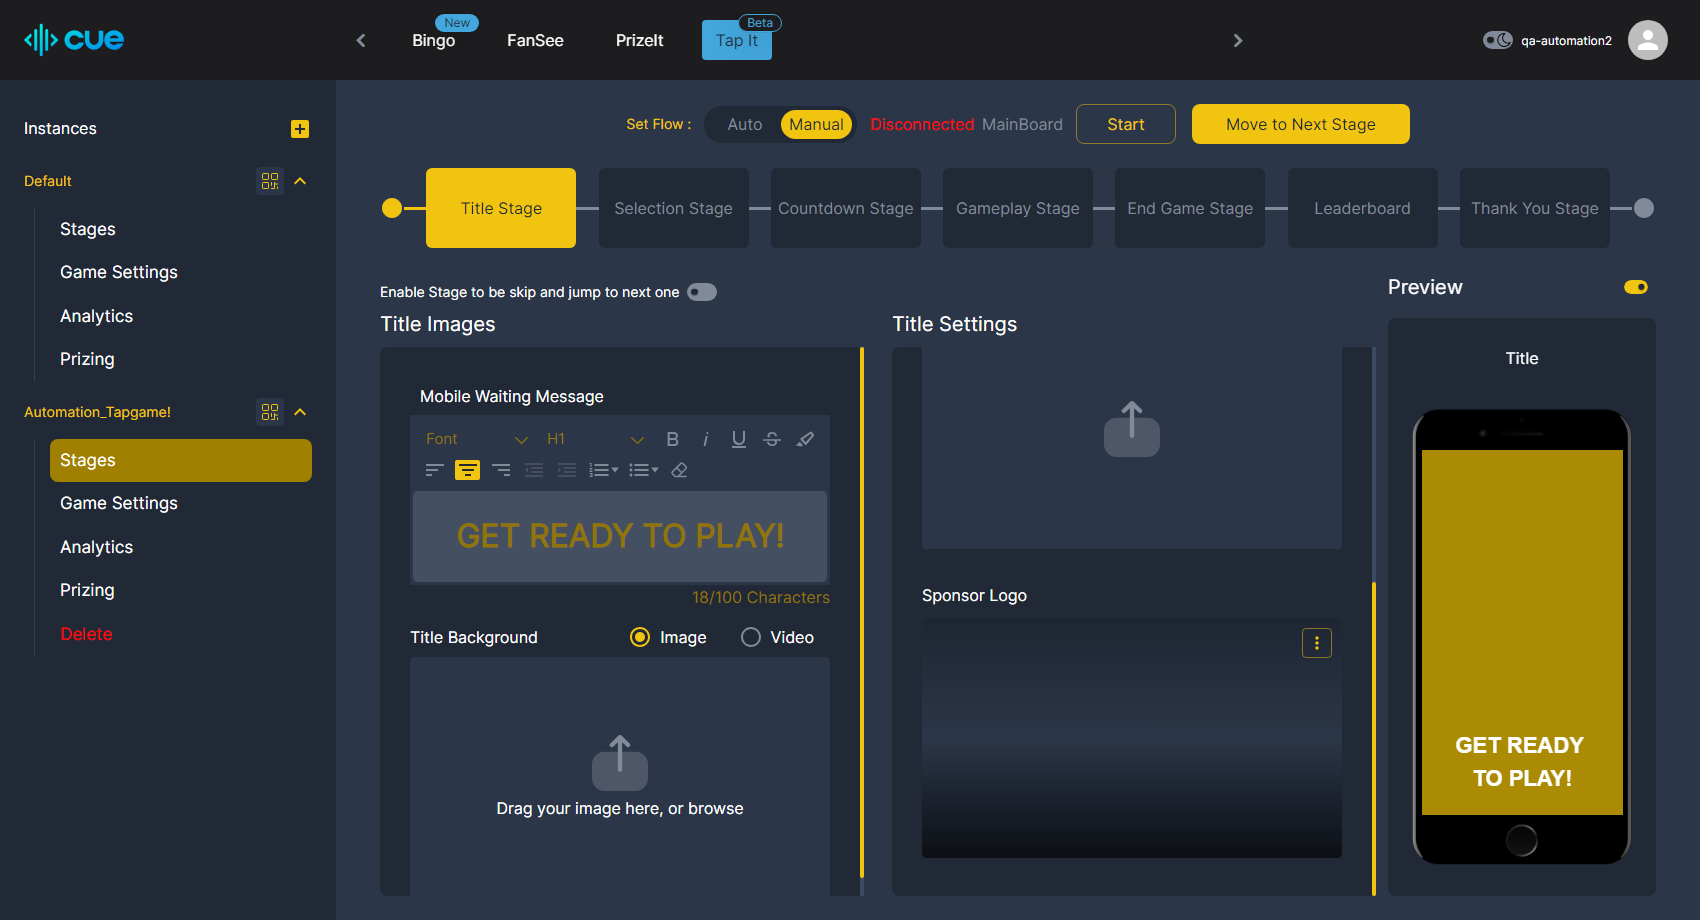 cue
New
Bingo
FanSee
PrizeIt
Beta
Tap It
qa-automation2
Instances
Default
Stages
Game Settings
Analytics
Prizing
Automation_Tapgame!
Stages
Game Settings
Analytics
Prizing
Delete
Set Flow :
Auto
Manual
Disconnected MainBoard
Start
Move to Next Stage
Title Stage
Selection Stage
Countdown Stage
Gameplay Stage
End Game Stage
Leaderboard
Thank You Stage
Enable Stage to be skip and jump to next one
Title Images
Mobile Waiting Message
Font
H1
B
i
U
S
GET READY TO PLAY!
18/100 Characters
Title Background
Image
Video
Drag your image here, or browse
Title Settings
Sponsor Logo
Preview
Title
GET READY
TO PLAY!